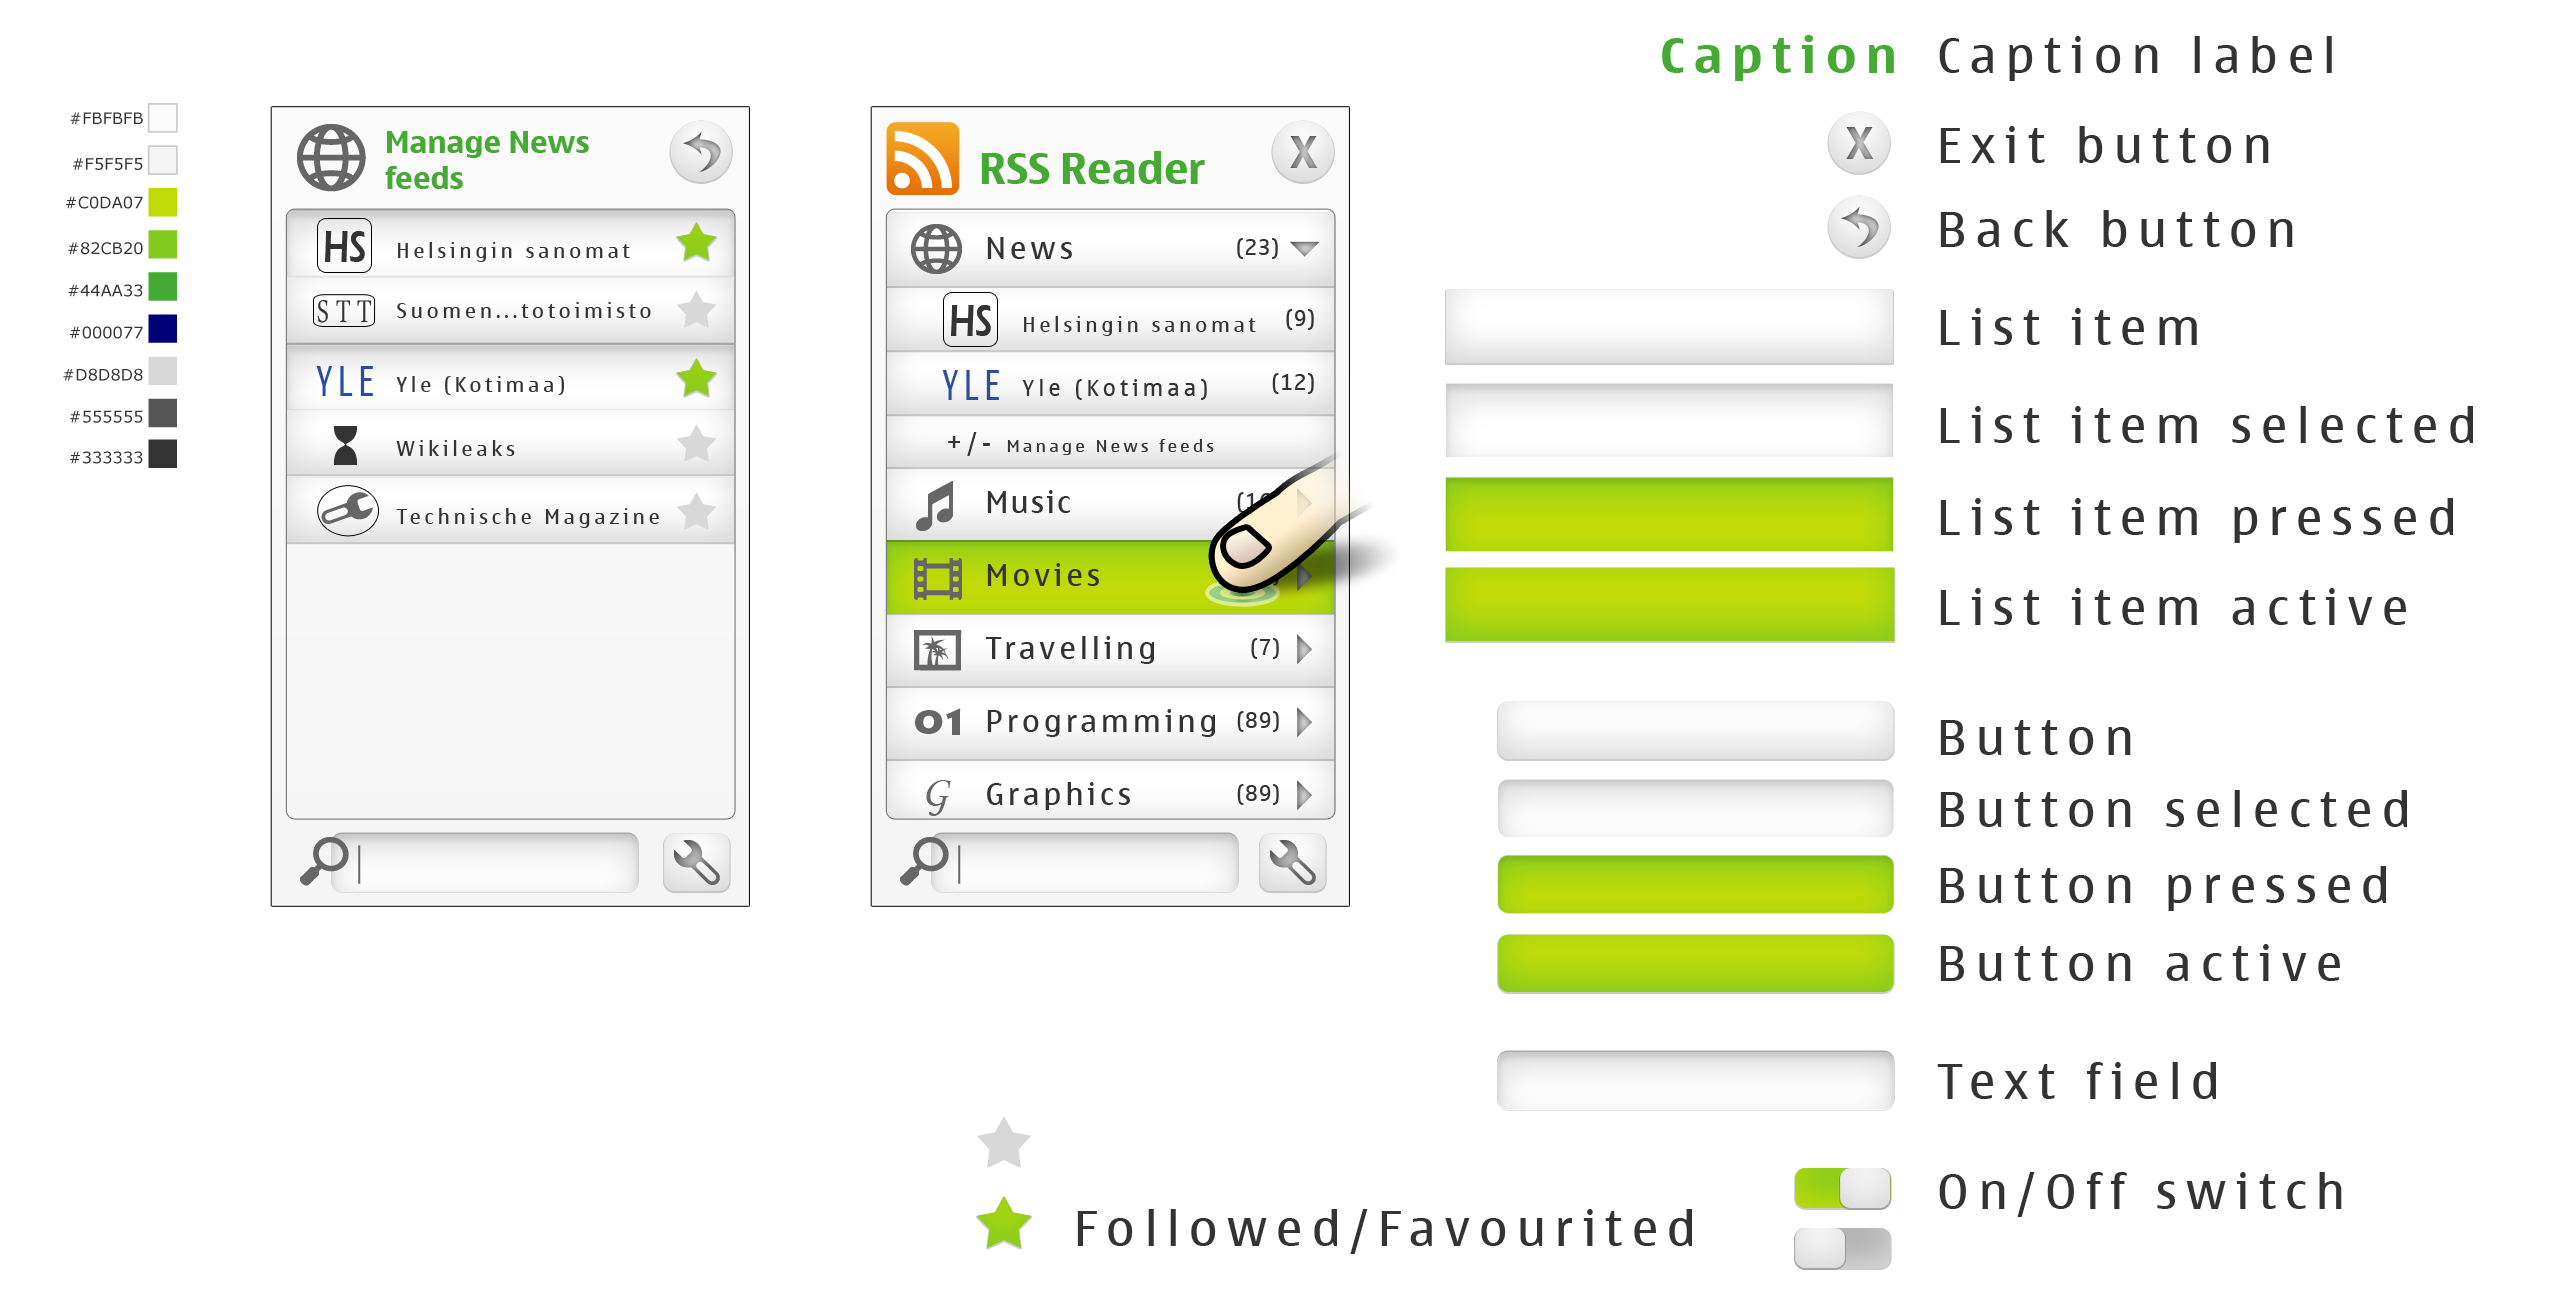 #FBFBFB
#F5F5F5
#C0DA07
#82CB20
#44AA33
#000077
#D8D8D8
#555555
#333333
Manage News
feeds
HS Helsingin sanomat
STT Suomen...totoimisto
YLE Yle (Kotimaa)
Wikileaks
Technische Magazine
RSS Reader X
News (23)
HS Helsingin sanomat (9)
YLE Yle (Kotimaa) (12)
+/- Manage News feeds
Music
Movies
Travelling (7)
01 Programming (89)
G Graphics (89)
Caption Caption label
X Exit button
Back button
List item
List item selected
List item pressed
List item active
Button
Button selected
Button pressed
Button active
Text field
On/Off switch
Followed/Favourited